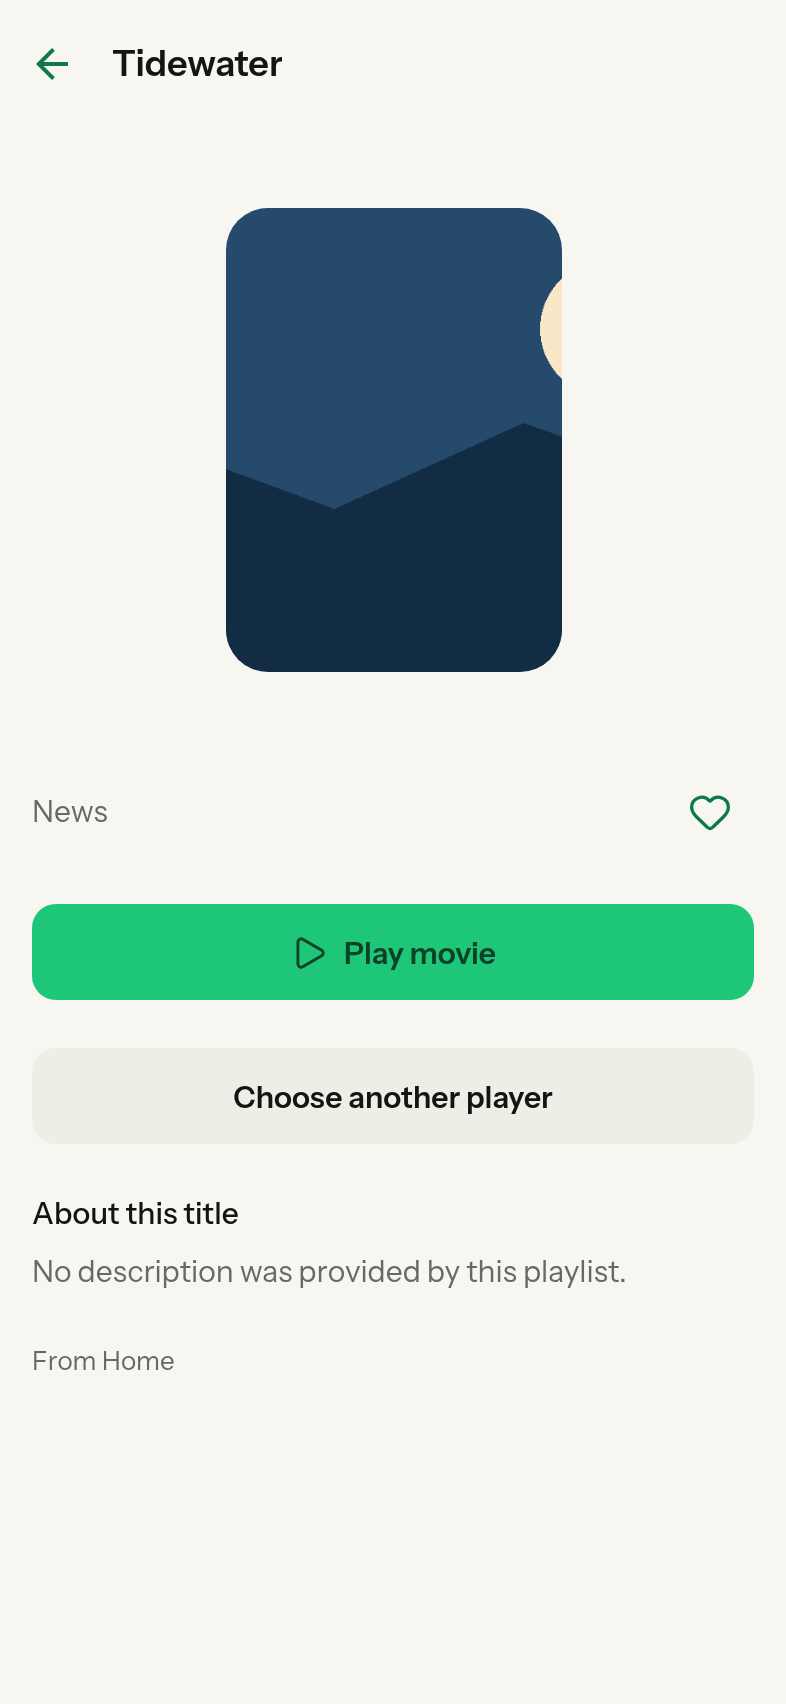 Tidewater
News
Play movie
Choose another player
About this title
No description was provided by this playlist.
From Home